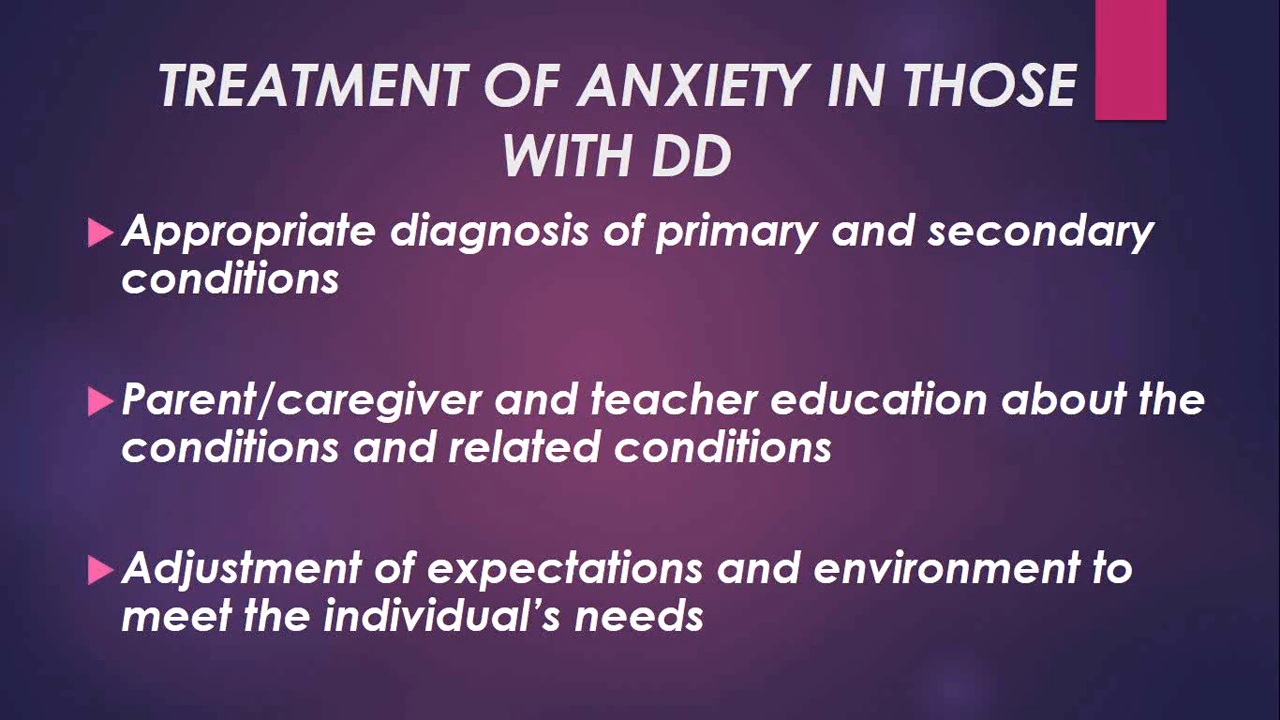 TREATMENT OF ANXIETY IN THOSE
WITH DD
Appropriate diagnosis of primary and secondary
conditions
Parent/caregiver and teacher education about the
conditions and related conditions
Adjustment of expectations and environment to
meet the individual’s needs